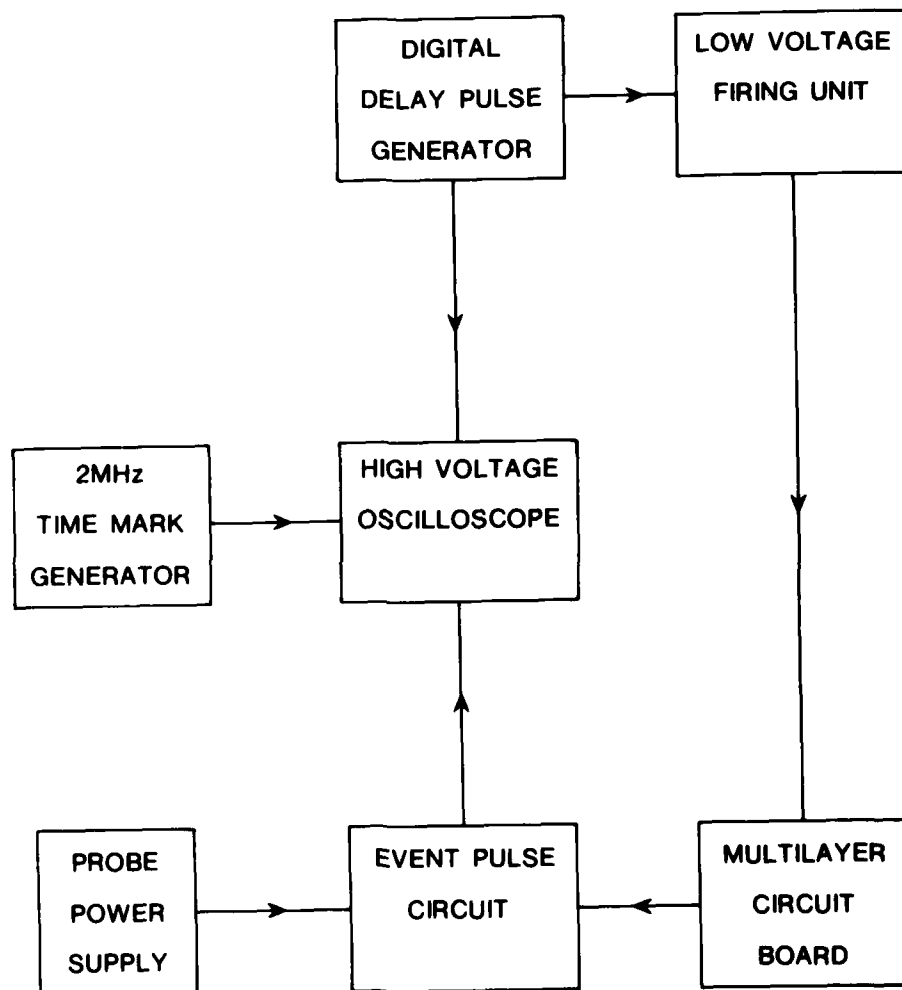 DIGITAL
DELAY PULSE
GENERATOR
LOW VOLTAGE
FIRING UNIT
2MHz
TIME MARK
GENERATOR
HIGH VOLTAGE
OSCILLOSCOPE
PROBE
POWER
SUPPLY
EVENT PULSE
CIRCUIT
MULTILAYER
CIRCUIT
BOARD